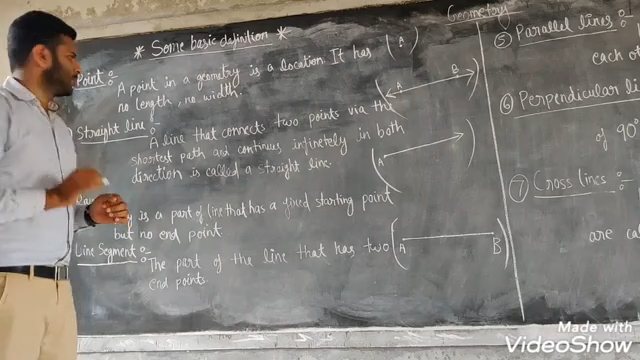 Geometory
* Some basic definition *
Point :- A point in a geometry is a location. It has (A)
no length, no width.
A B
Straight line :- A line that connects two points via the
shortest path and continues infinetely in both
direction is called a straight line.
A
is a part of line that has a fixed starting point
but no end point
Line Segment :- The part of the line that has two
end points.
A B
⑤ Parallel lines :-
each ot
⑥ Perpendicular li
of 90°
⑦ Cross lines :-
are cal
Made with
VideoShow